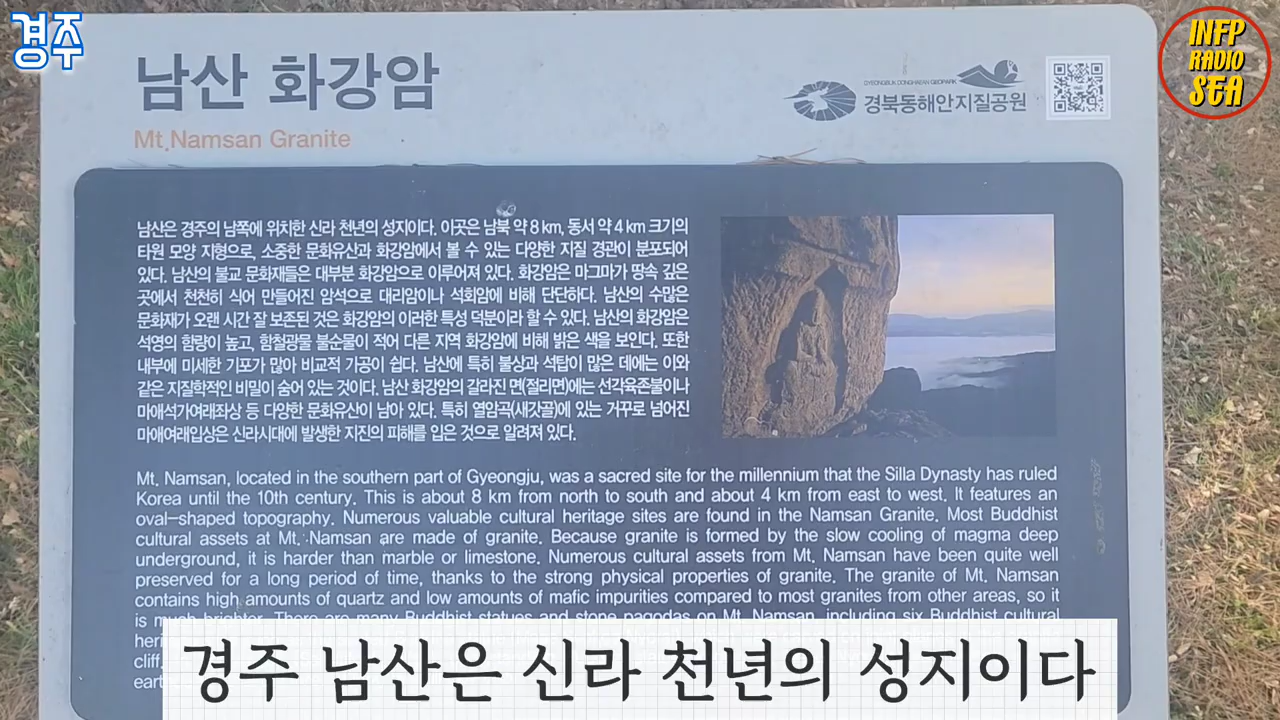 경주
INFP
RADIO
SEA
남산 화강암
Mt.Namsan Granite
GYEONGBUK DONGHAEAN GEOPARK
경북동해안지질공원
남산은 경주의 남쪽에 위치한 신라 천년의 성지이다. 이곳은 남북 약 8 km, 동서 약 4 km 크기의
타원 모양 지형으로, 소중한 문화유산과 화강암에서 볼 수 있는 다양한 지질 경관이 분포되어
있다. 남산의 불교 문화재들은 대부분 화강암으로 이루어져 있다. 화강암은 마그마가 땅속 깊은
곳에서 천천히 식어 만들어진 암석으로 대리암이나 석회암에 비해 단단하다. 남산의 수많은
문화재가 오랜 시간 잘 보존된 것은 화강암의 이러한 특성 덕분이라 할 수 있다. 남산의 화강암은
석영의 함량이 높고, 함철광물 불순물이 적어 다른 지역 화강암에 비해 밝은 색을 보인다. 또한
내부에 미세한 기포가 많아 비교적 가공이 쉽다. 남산에 특히 불상과 석탑이 많은 데에는 이와
같은 지질학적인 비밀이 숨어 있는 것이다. 남산 화강암의 갈라진 면(절리면)에는 선각육존불이나
마애석가여래좌상 등 다양한 문화유산이 남아 있다. 특히 열암곡(새갓골)에 있는 거꾸로 넘어진
마애여래입상은 신라시대에 발생한 지진의 피해를 입은 것으로 알려져 있다.
Mt. Namsan, located in the southern part of Gyeongju, was a sacred site for the millennium that the Silla Dynasty has ruled
Korea until the 10th century. This is about 8 km from north to south and about 4 km from east to west. It features an
oval-shaped topography. Numerous valuable cultural heritage sites are found in the Namsan Granite. Most Buddhist
cultural assets at Mt. Namsan are made of granite. Because granite is formed by the slow cooling of magma deep
underground, it is harder than marble or limestone. Numerous cultural assets from Mt. Namsan have been quite well
preserved for a long period of time, thanks to the strong physical properties of granite. The granite of Mt. Namsan
contains high amounts of quartz and low amounts of mafic impurities compared to most granites from other areas, so it
is much brighter. There are many Buddhist statues and stone pagodas on Mt. Namsan, including six Buddhist cultural
heri
cliff.
eart
경주 남산은 신라 천년의 성지이다